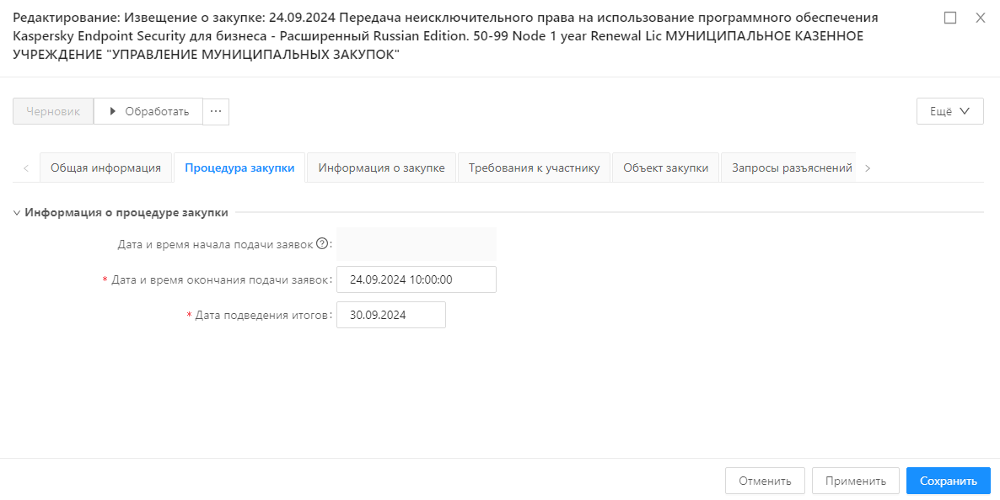 Редактирование: Извещение о закупке: 24.09.2024 Передача неисключительного права на использование программного обеспечения
Kaspersky Endpoint Security для бизнеса - Расширенный Russian Edition. 50-99 Node 1 year Renewal Lic МУНИЦИПАЛЬНОЕ КАЗЕННОЕ
УЧРЕЖДЕНИЕ "УПРАВЛЕНИЕ МУНИЦИПАЛЬНЫХ ЗАКУПОК"
Черновик Обработать ... Ещё
Общая информация Процедура закупки Информация о закупке Требования к участнику Объект закупки Запросы разъяснений
Информация о процедуре закупки
Дата и время начала подачи заявок ? :
* Дата и время окончания подачи заявок: 24.09.2024 10:00:00
* Дата подведения итогов: 30.09.2024
Отменить Применить Сохранить